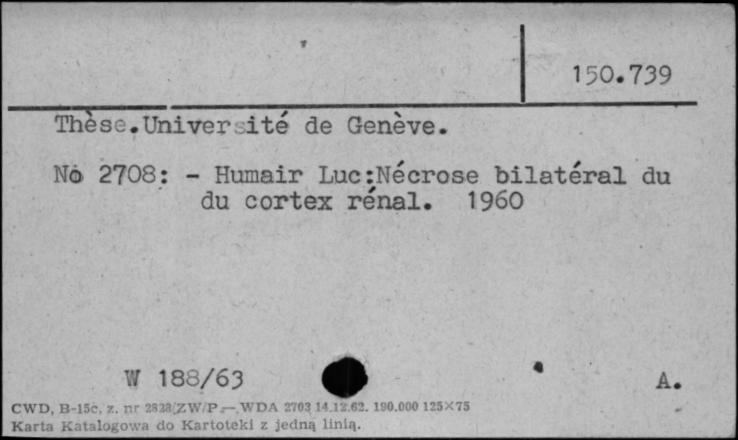 150.739
Thèse.Université de Genève.
No 2708: - Humair Luc:Nécrose bilatéral du
du cortex rénal. 1960
W 188/63
A.
CWD, B-15c, z. nr 2828/ZW/P — WDA 2703 14.12.62. 190.000 125×75
Karta Katalogowa do Kartoteki z jedną linią.